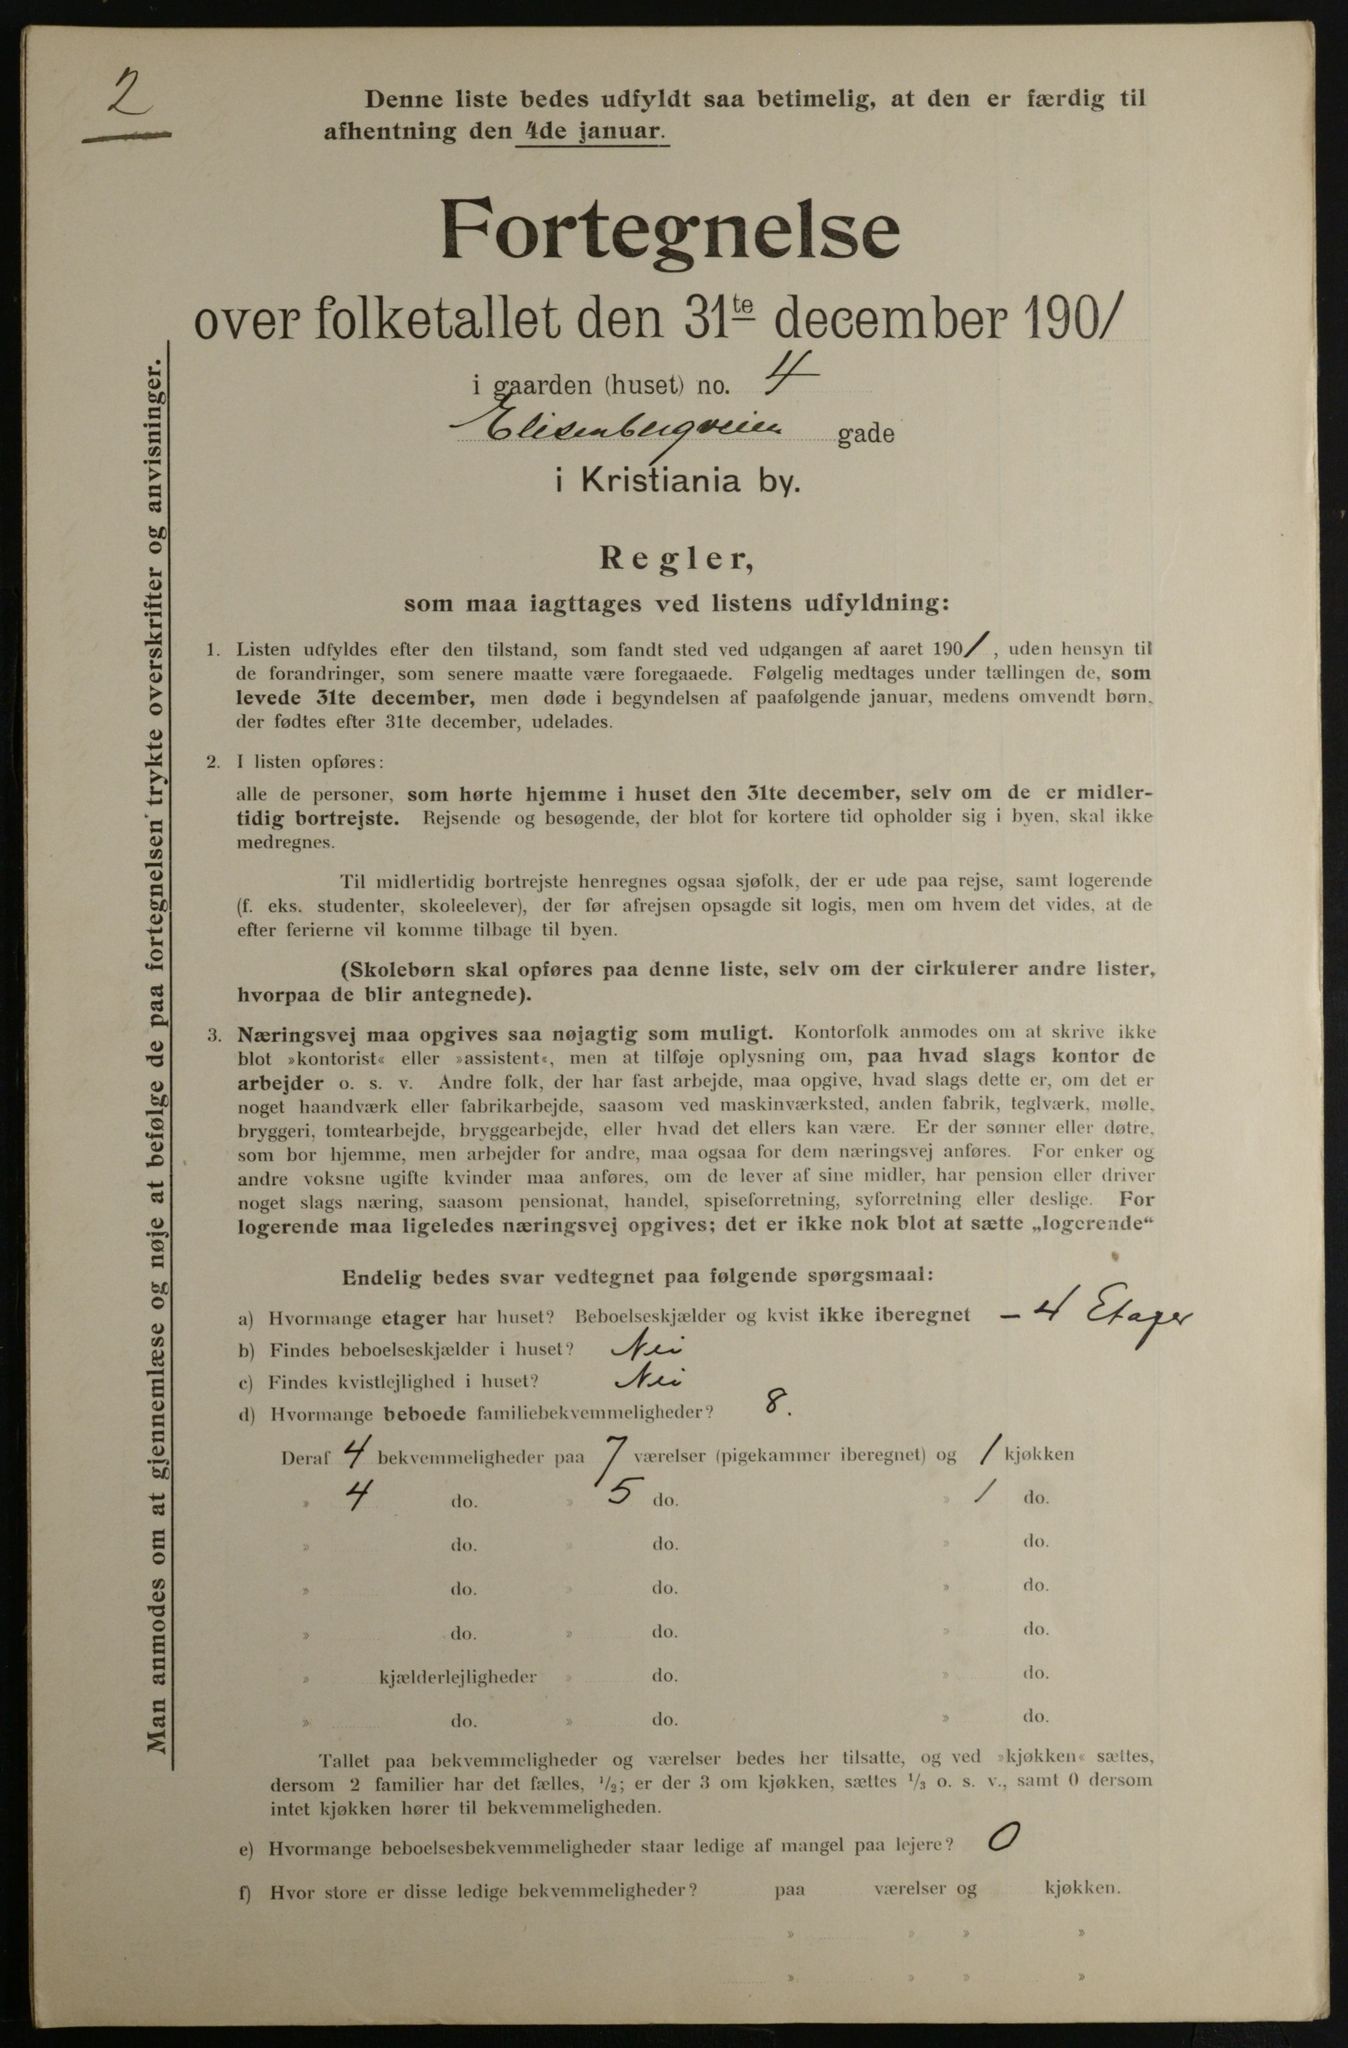 2
Denne liste bedes udfyldt saa betimelig, at den er færdig til
afhentning den 4de januar.
Fortegnelse
over folketallet den 31te december 1901
i gaarden (huset) no. 4
Elisenbergveien gade
i Kristiania by.
Regler,
som maa iagttages ved listens udfyldning:
1. Listen udfyldes efter den tilstand, som fandt sted ved udgangen af aaret 1901, uden hensyn til
de forandringer, som senere maatte være foregaaede. Følgelig medtages under tællingen de, som
levede 31te december, men døde i begyndelsen af paafølgende januar, medens omvendt børn,
der fødtes efter 31te december, udelades.
2. I listen opføres:
alle de personer, som hørte hjemme i huset den 31te december, selv om de er midler-
tidig bortrejste. Rejsende og besøgende, der blot for kortere tid opholder sig i byen, skal ikke
medregnes.
Til midlertidig bortrejste henregnes ogsaa sjøfolk, der er ude paa rejse, samt logerende
(f. eks. studenter, skoleelever), der før afrejsen opsagde sit logis, men om hvem det vides, at de
efter ferierne vil komme tilbage til byen.
(Skolebørn skal opføres paa denne liste, selv om der cirkulerer andre lister,
hvorpaa de blir antegnede).
3. Næringsvej maa opgives saa nøjagtig som muligt. Kontorfolk anmodes om at skrive ikke
blot »kontorist« eller »assistent«, men at tilføje oplysning om, paa hvad slags kontor de
arbejder o. s. v. Andre folk, der har fast arbejde, maa opgive, hvad slags dette er, om det er
noget haandværk eller fabrikarbejde, saasom ved maskinværksted, anden fabrik, teglværk, mølle,
bryggeri, tomtearbejde, bryggearbejde, eller hvad det ellers kan være. Er der sønner eller døtre,
som bor hjemme, men arbejder for andre, maa ogsaa for dem næringsvej anføres. For enker og
andre voksne ugifte kvinder maa anføres, om de lever af sine midler, har pension eller driver
noget slags næring, saasom pensionat, handel, spiseforretning, syforretning eller deslige. For
logerende maa ligeledes næringsvej opgives; det er ikke nok blot at sætte „logerende“
Endelig bedes svar vedtegnet paa følgende spørgsmaal:
a) Hvormange etager har huset? Beboelseskjælder og kvist ikke iberegnet – 4 Etager
b) Findes beboelseskjælder i huset? Nei
c) Findes kvistlejlighed i huset? Nei
d) Hvormange beboede familiebekvemmeligheder? 8.
Deraf 4 bekvemmeligheder paa 7 værelser (pigekammer iberegnet) og 1 kjøkken
» 4 do. » 5 do. » 1 do.
» do. » do. » do.
» do. » do. » do.
» do. » do. » do.
» kjælderlejligheder » do. » do.
» do. » do. » do.
Tallet paa bekvemmeligheder og værelser bedes her tilsatte, og ved »kjøkken« sættes,
dersom 2 familier har det fælles, 1/2; er der 3 om kjøkken, sættes 1/3 o. s. v., samt 0 dersom
intet kjøkken hører til bekvemmeligheden.
e) Hvormange beboelsesbekvemmeligheder staar ledige af mangel paa lejere? 0
f) Hvor store er disse ledige bekvemmeligheder? paa værelser og kjøkken.
» » » »
» » » »
Man anmodes om at gjennemlæse og nøje at befølge de paa fortegnelsen trykte overskrifter og anvisninger.